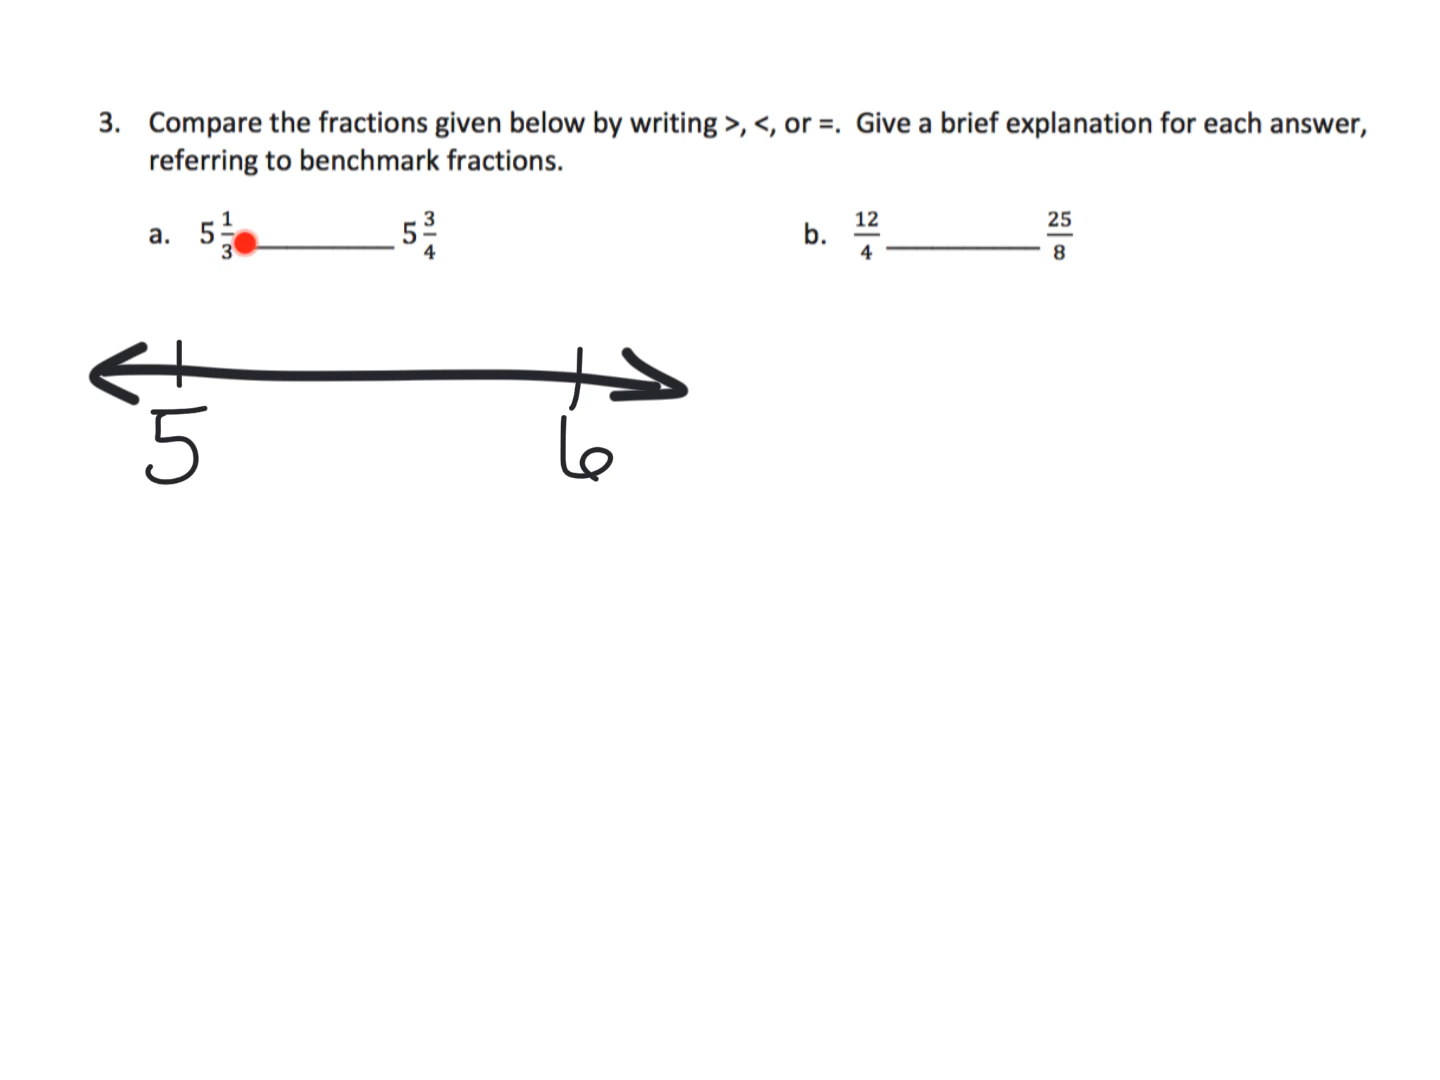 3. Compare the fractions given below by writing >, <, or =. Give a brief explanation for each answer,
referring to benchmark fractions.
a. 5 1/3 ________ 5 3/4
b. 12/4 ________ 25/8
5 6